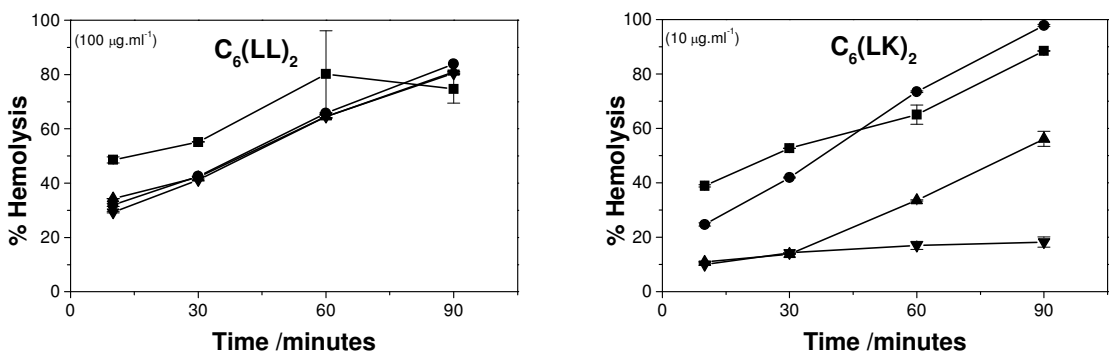 (100 µg.ml⁻¹)
C₆(LL)₂
% Hemolysis
100
80
60
40
20
0
0 30 60 90
Time /minutes
(10 µg.ml⁻¹)
C₆(LK)₂
% Hemolysis
100
80
60
40
20
0
0 30 60 90
Time /minutes